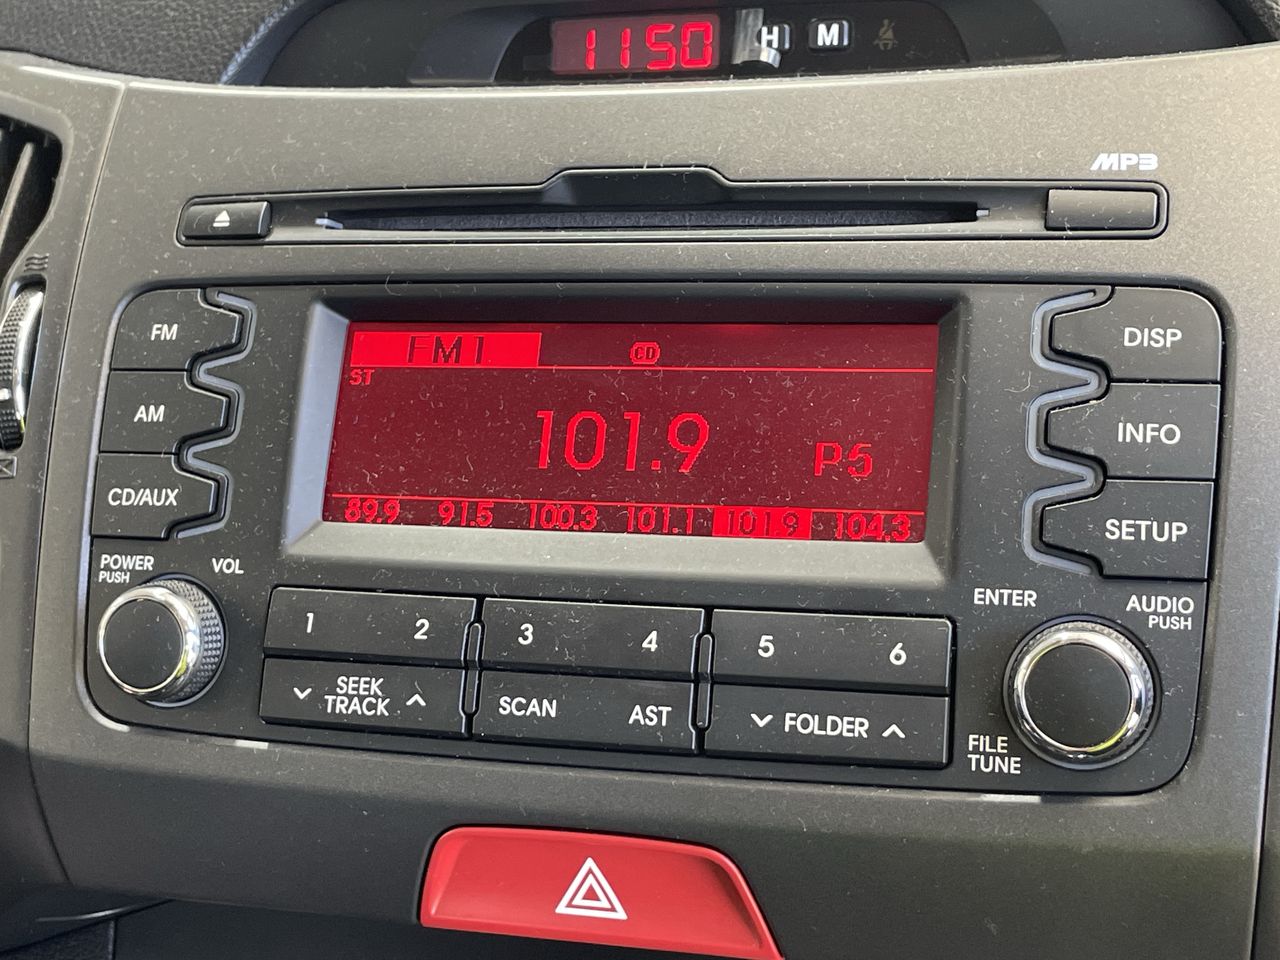 1150 H M
MP3
FM
AM
CD/AUX
FM1 CD
ST
101.9 P5
89.9 91.5 100.3 101.1 101.9 104.3
DISP
INFO
SETUP
POWER
PUSH
VOL
1 2 3 4 5 6
SEEK
TRACK
SCAN AST
FOLDER
ENTER
AUDIO
PUSH
FILE
TUNE